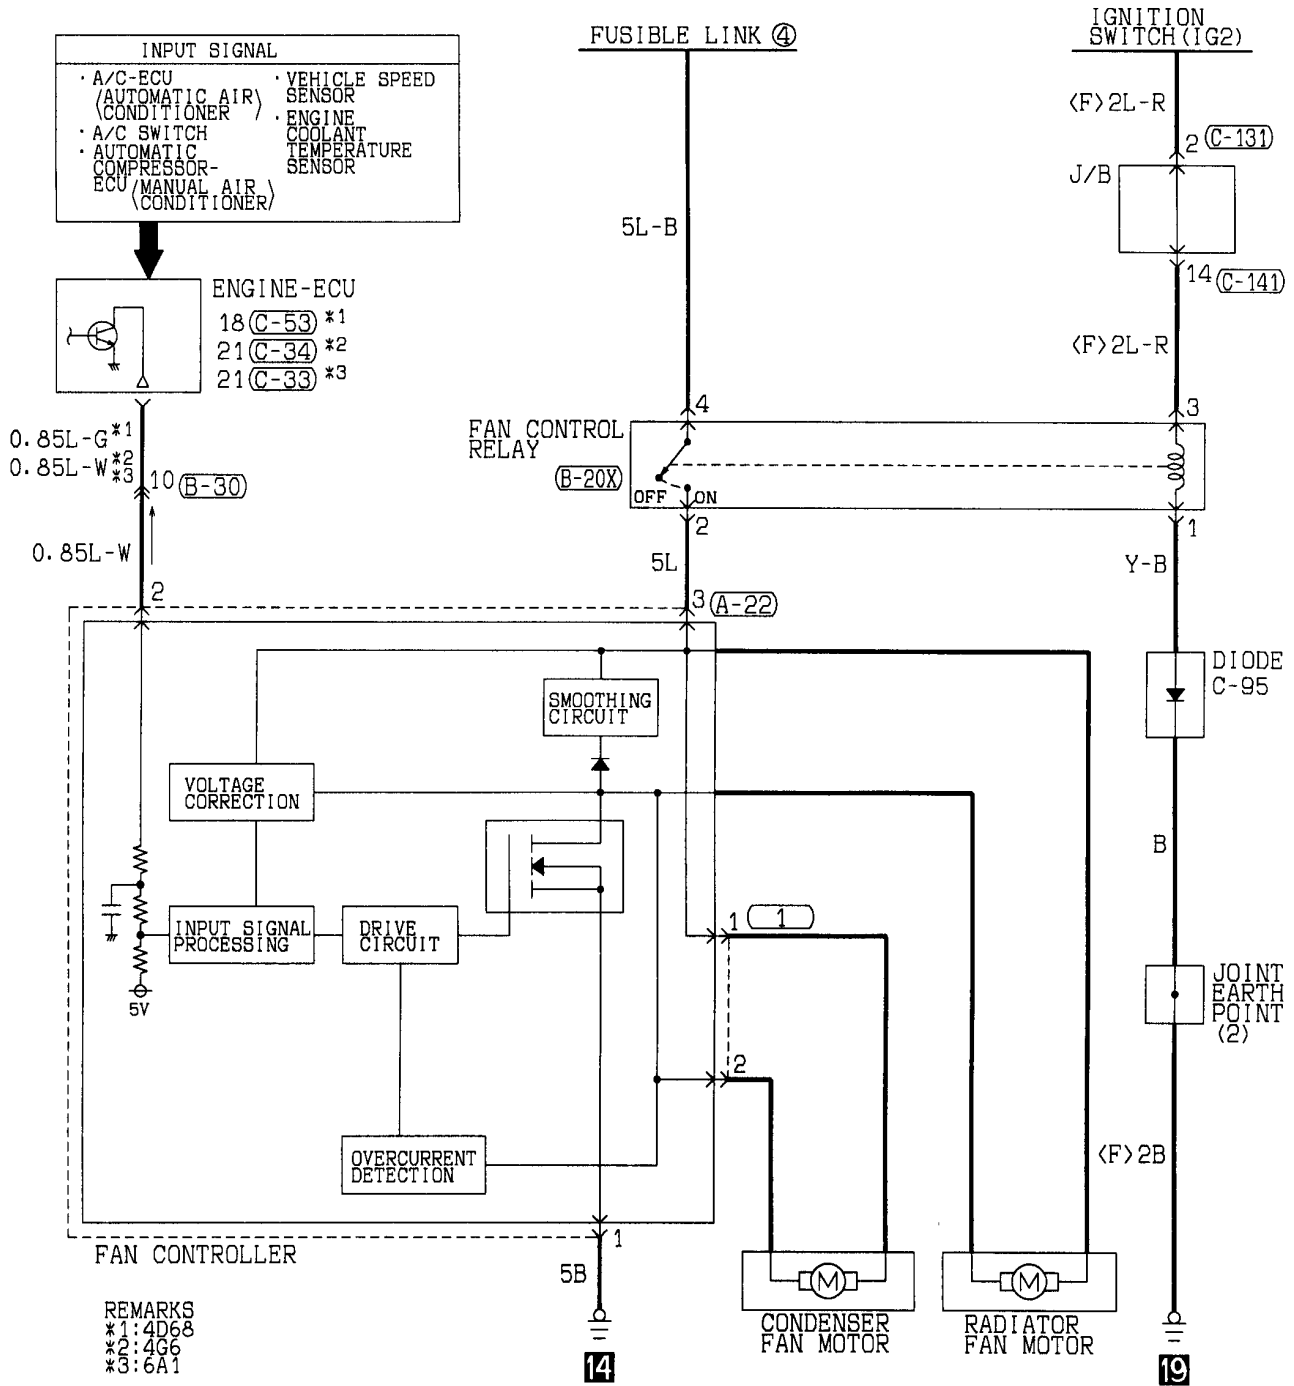 INPUT SIGNAL
· A/C-ECU
⟨AUTOMATIC AIR
CONDITIONER⟩
· A/C SWITCH
· AUTOMATIC
COMPRESSOR-
ECU ⟨MANUAL AIR
CONDITIONER⟩
· VEHICLE SPEED
SENSOR
· ENGINE
COOLANT
TEMPERATURE
SENSOR
FUSIBLE LINK ④
IGNITION
SWITCH(IG2)
<F>2L-R
2 C-131
J/B
5L-B
14 C-141
<F>2L-R
ENGINE-ECU
18 C-53 *1
21 C-34 *2
21 C-33 *3
0.85L-G*1
0.85L-W*2
*3
10 B-30
0.85L-W
2
4
3
FAN CONTROL
RELAY
B-20X
OFF
ON
2
1
5L
Y-B
3 A-22
DIODE
C-95
SMOOTHING
CIRCUIT
VOLTAGE
CORRECTION
B
INPUT SIGNAL
PROCESSING
DRIVE
CIRCUIT
1 1
5V
JOINT
EARTH
POINT
(2)
2
OVERCURRENT
DETECTION
<F>2B
1
FAN CONTROLLER
5B
M
M
CONDENSER
FAN MOTOR
RADIATOR
FAN MOTOR
REMARKS
*1:4D68
*2:4G6
*3:6A1
14
19